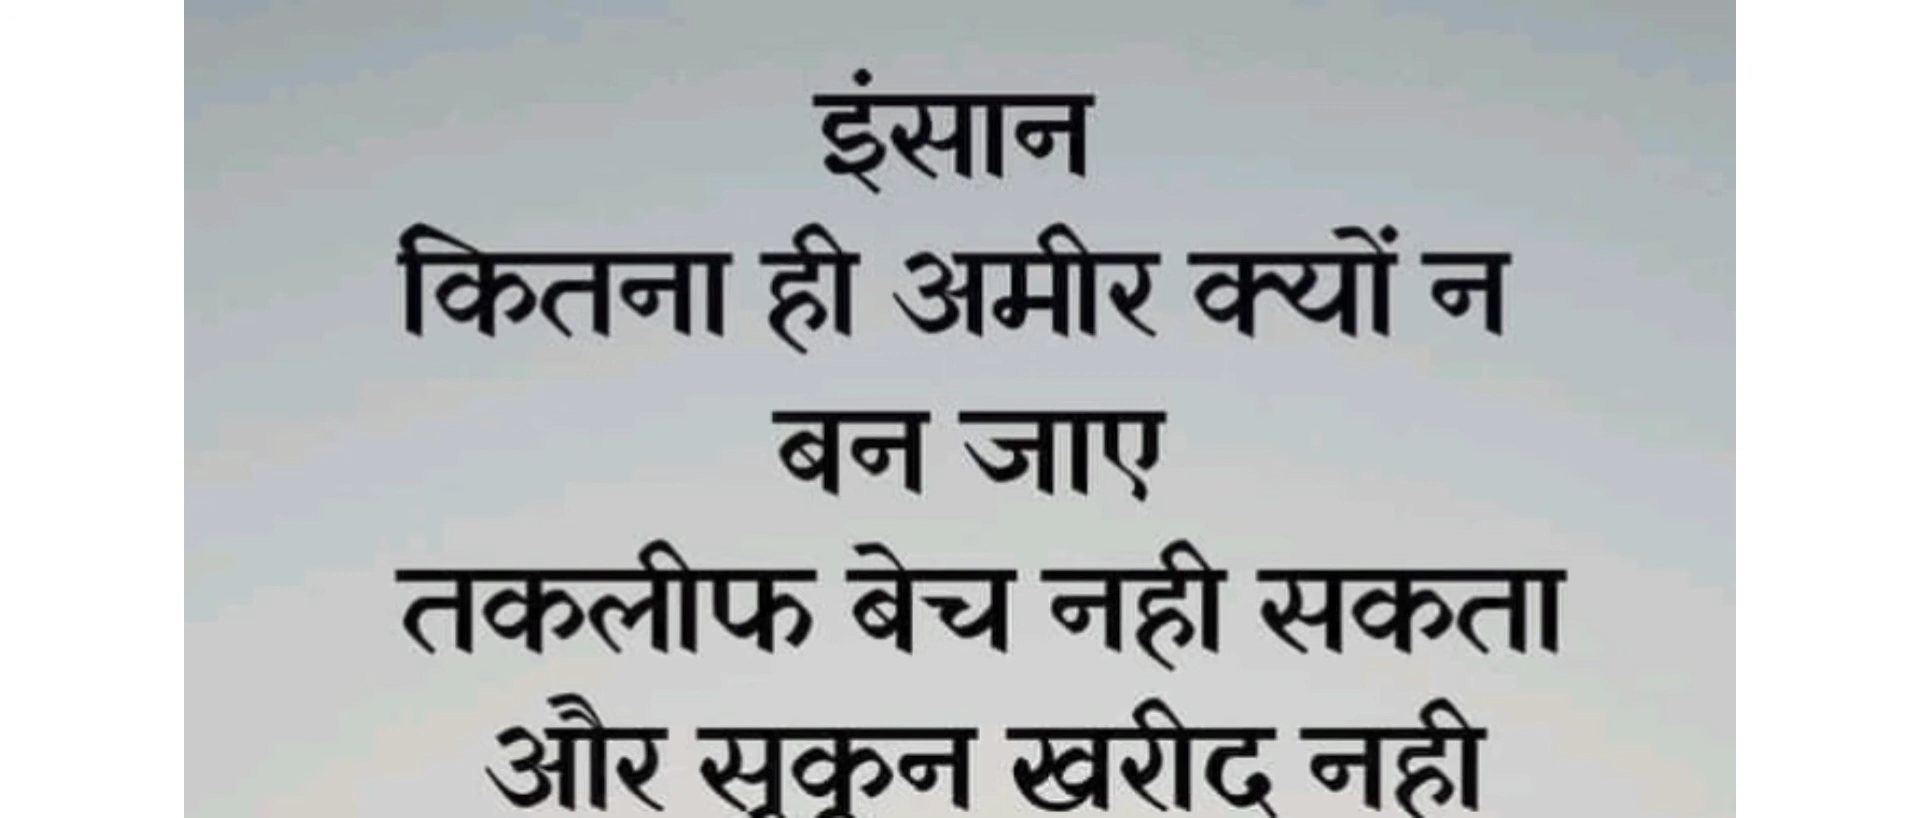 इंसान
कितना ही अमीर क्यों न
बन जाए
तकलीफ बेच नही सकता
और सुकून खरीद नही